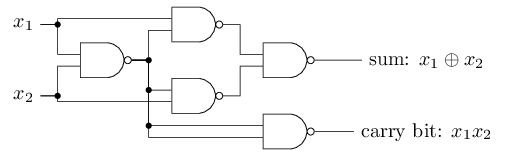 x₁
sum: x₁ ⊕ x₂
x₂
carry bit: x₁x₂